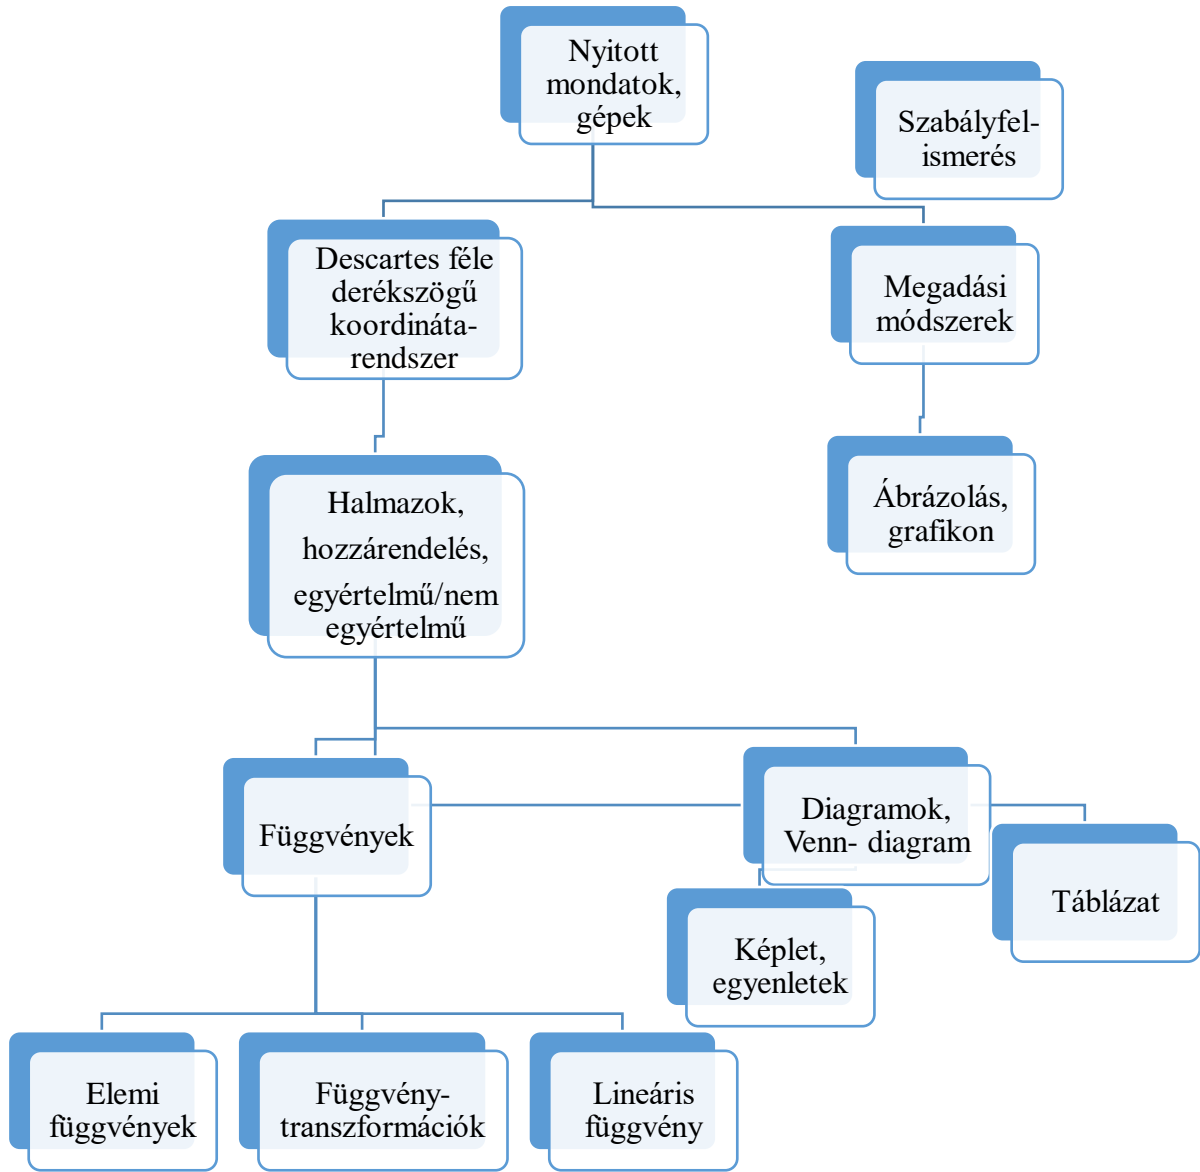 Nyitott
mondatok,
gépek
Szabályfel-
ismerés
Descartes féle
derékszögű
koordináta-
rendszer
Megadási
módszerek
Halmazok,
hozzárendelés,
egyértelmű/nem
egyértelmű
Ábrázolás,
grafikon
Függvények
Diagramok,
Venn- diagram
Táblázat
Képlet,
egyenletek
Elemi
függvények
Függvény-
transzformációk
Lineáris
függvény